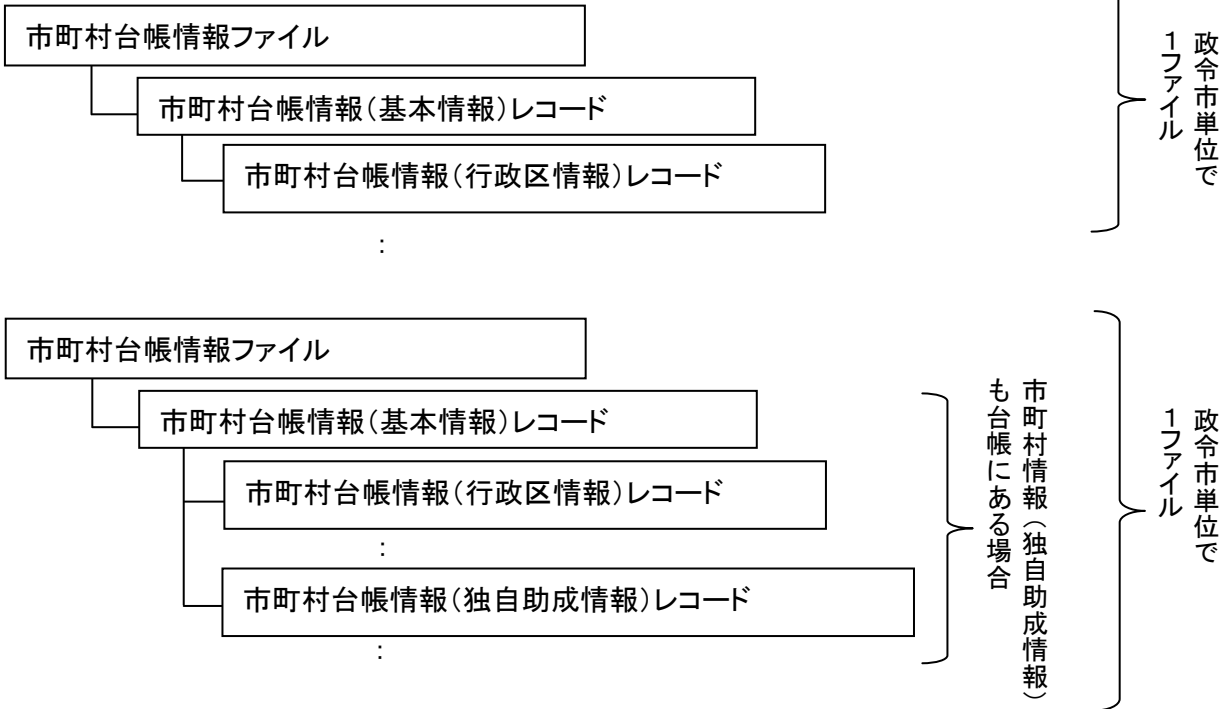 市町村台帳情報ファイル
市町村台帳情報(基本情報)レコード
市町村台帳情報(行政区情報)レコード
:
政令市単位で
1ファイル
市町村台帳情報ファイル
市町村台帳情報(基本情報)レコード
市町村台帳情報(行政区情報)レコード
:
市町村台帳情報(独自助成情報)レコード
:
市町村情報(独自助成情報)
も台帳にある場合
政令市単位で
1ファイル